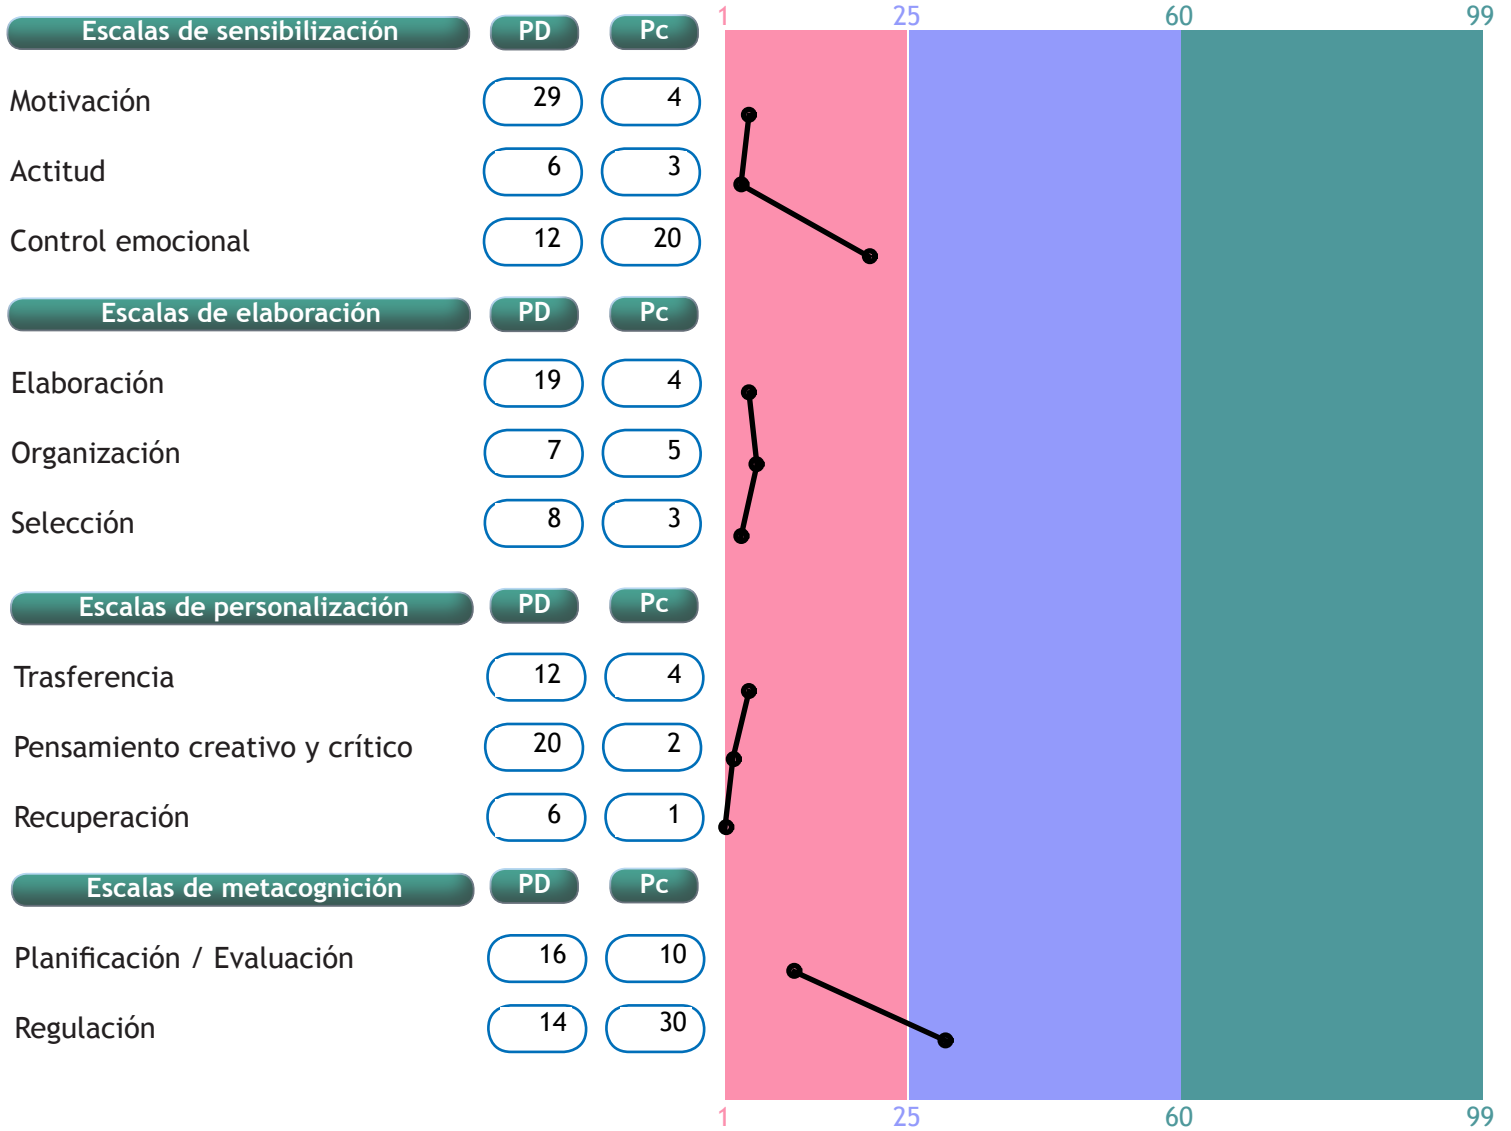 1 25 60 99
Escalas de sensibilización PD Pc
Motivación 29 4
Actitud 6 3
Control emocional 12 20
Escalas de elaboración PD Pc
Elaboración 19 4
Organización 7 5
Selección 8 3
Escalas de personalización PD Pc
Trasferencia 12 4
Pensamiento creativo y crítico 20 2
Recuperación 6 1
Escalas de metacognición PD Pc
Planificación / Evaluación 16 10
Regulación 14 30
1 25 60 99